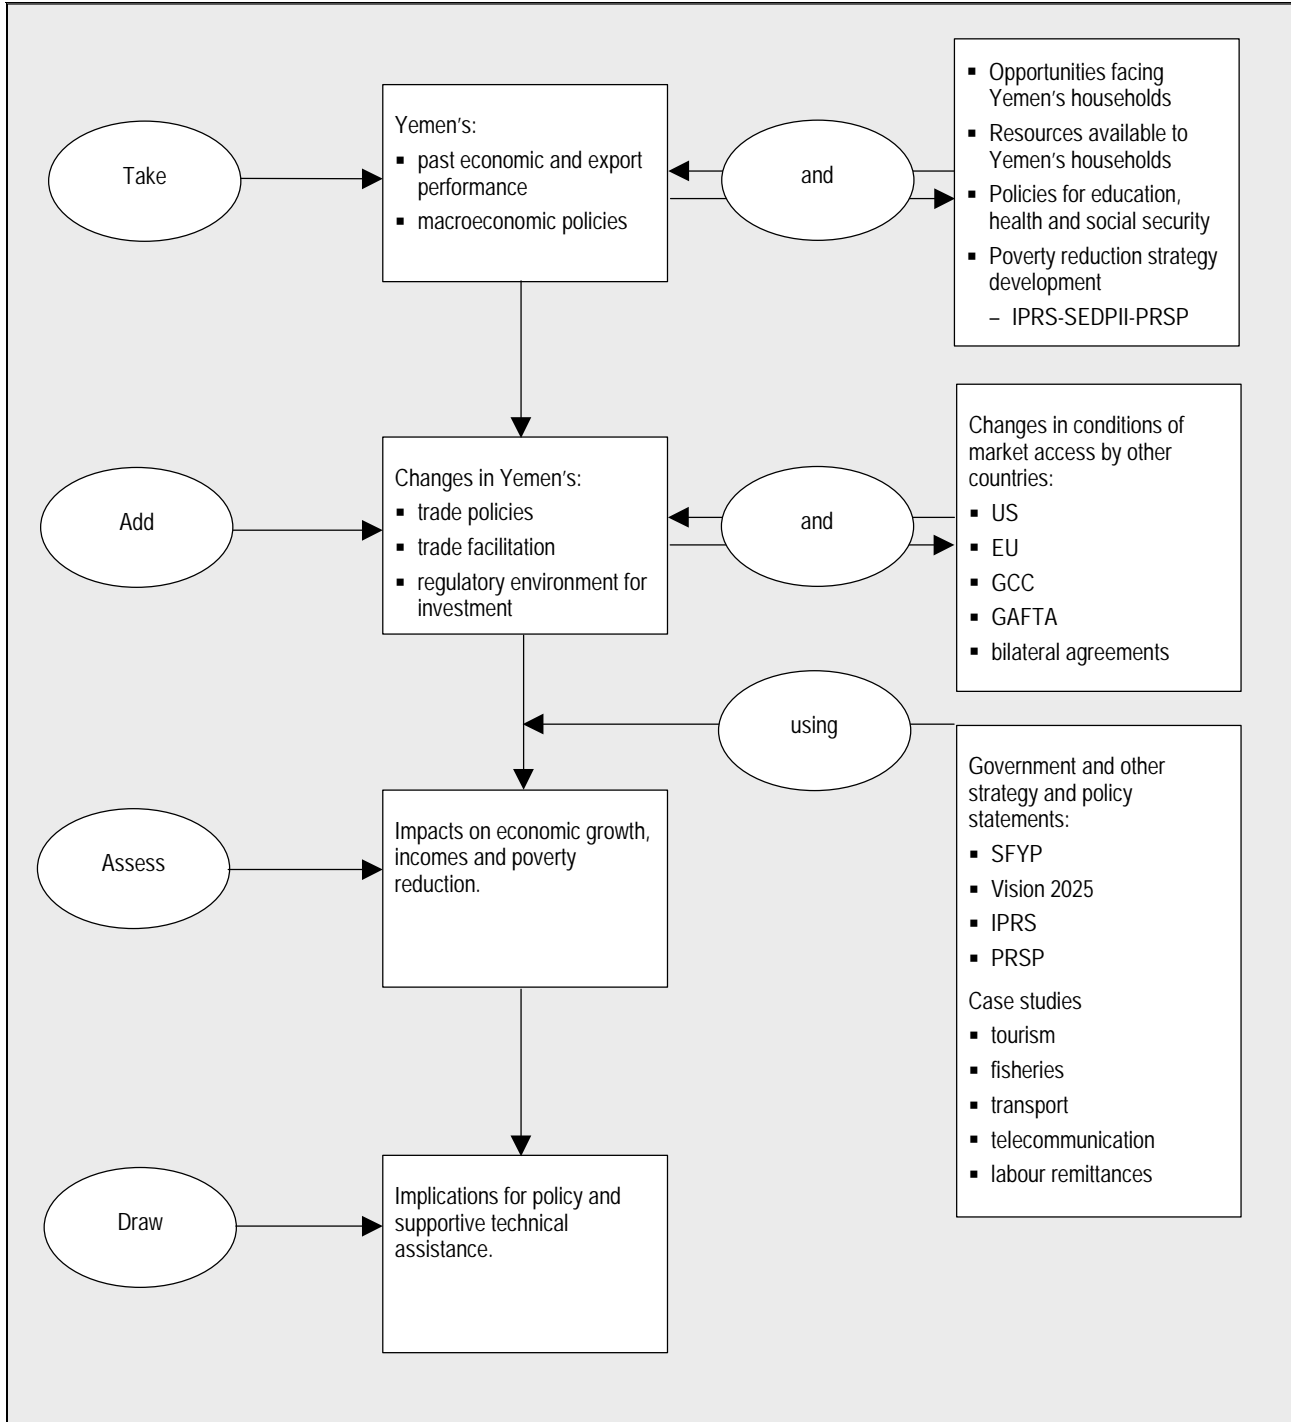 Take
Yemen's:
▪ past economic and export
performance
▪ macroeconomic policies
and
▪ Opportunities facing
Yemen's households
▪ Resources available to
Yemen's households
▪ Policies for education,
health and social security
▪ Poverty reduction strategy
development
– IPRS-SEDPII-PRSP
Add
Changes in Yemen's:
▪ trade policies
▪ trade facilitation
▪ regulatory environment for
investment
and
Changes in conditions of
market access by other
countries:
▪ US
▪ EU
▪ GCC
▪ GAFTA
▪ bilateral agreements
using
Government and other
strategy and policy
statements:
▪ SFYP
▪ Vision 2025
▪ IPRS
▪ PRSP
Case studies
▪ tourism
▪ fisheries
▪ transport
▪ telecommunication
▪ labour remittances
Assess
Impacts on economic growth,
incomes and poverty
reduction.
Draw
Implications for policy and
supportive technical
assistance.